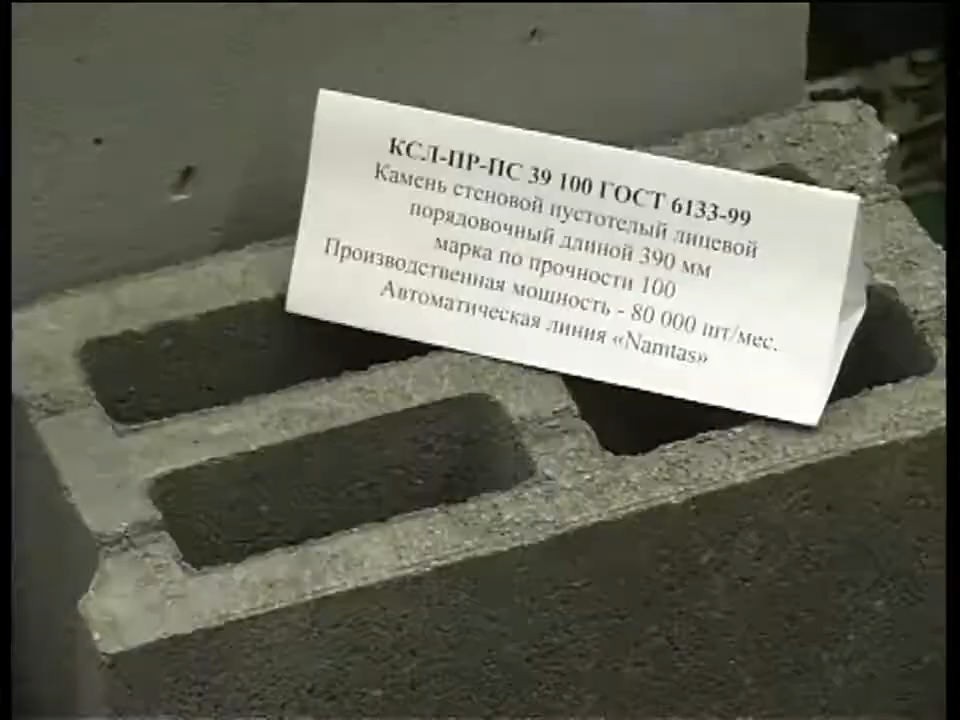 КСЛ-ПР-ПС 39 100 ГОСТ 6133-99
Камень стеновой пустотелый лицевой
порядовочный длиной 390 мм
марка по прочности 100
Производственная мощность - 80 000 шт/мес.
Автоматическая линия «Namtas»